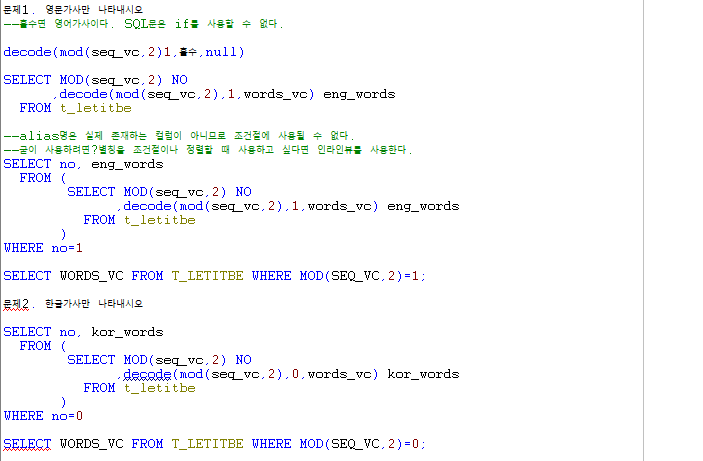 문제1. 영문가사만 나타내시오
--홀수면 영어가사이다. SQL문은 if를 사용할 수 없다.
decode(mod(seq_vc,2)1,홀수,null)
SELECT MOD(seq_vc,2) NO
,decode(mod(seq_vc,2),1,words_vc) eng_words
FROM t_letitbe
--alias명은 실제 존재하는 컬럼이 아니므로 조건절에 사용될 수 없다.
--굳이 사용하려면?별칭을 조건절이나 정렬할 때 사용하고 싶다면 인라인뷰를 사용한다.
SELECT no, eng_words
FROM (
SELECT MOD(seq_vc,2) NO
,decode(mod(seq_vc,2),1,words_vc) eng_words
FROM t_letitbe
)
WHERE no=1
SELECT WORDS_VC FROM T_LETITBE WHERE MOD(SEQ_VC,2)=1;
문제2. 한글가사만 나타내시오
SELECT no, kor_words
FROM (
SELECT MOD(seq_vc,2) NO
,decode(mod(seq_vc,2),0,words_vc) kor_words
FROM t_letitbe
)
WHERE no=0
SELECT WORDS_VC FROM T_LETITBE WHERE MOD(SEQ_VC,2)=0;